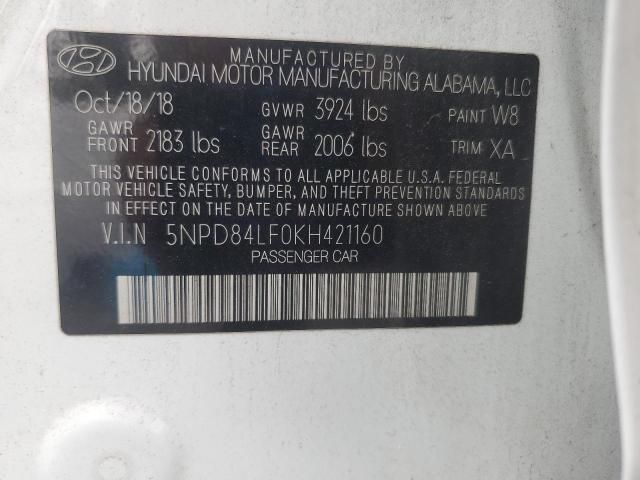 MANUFACTURED BY
HYUNDAI MOTOR MANUFACTURING ALABAMA, LLC
Oct/18/18 GVWR 3924 lbs PAINT W8
GAWR FRONT 2183 lbs GAWR REAR 2006 lbs TRIM XA
THIS VEHICLE CONFORMS TO ALL APPLICABLE U.S.A. FEDERAL
MOTOR VEHICLE SAFETY, BUMPER, AND THEFT PREVENTION STANDARDS
IN EFFECT ON THE DATE OF MANUFACTURE SHOWN ABOVE.
V.I.N 5NPD84LF0KH421160
PASSENGER CAR